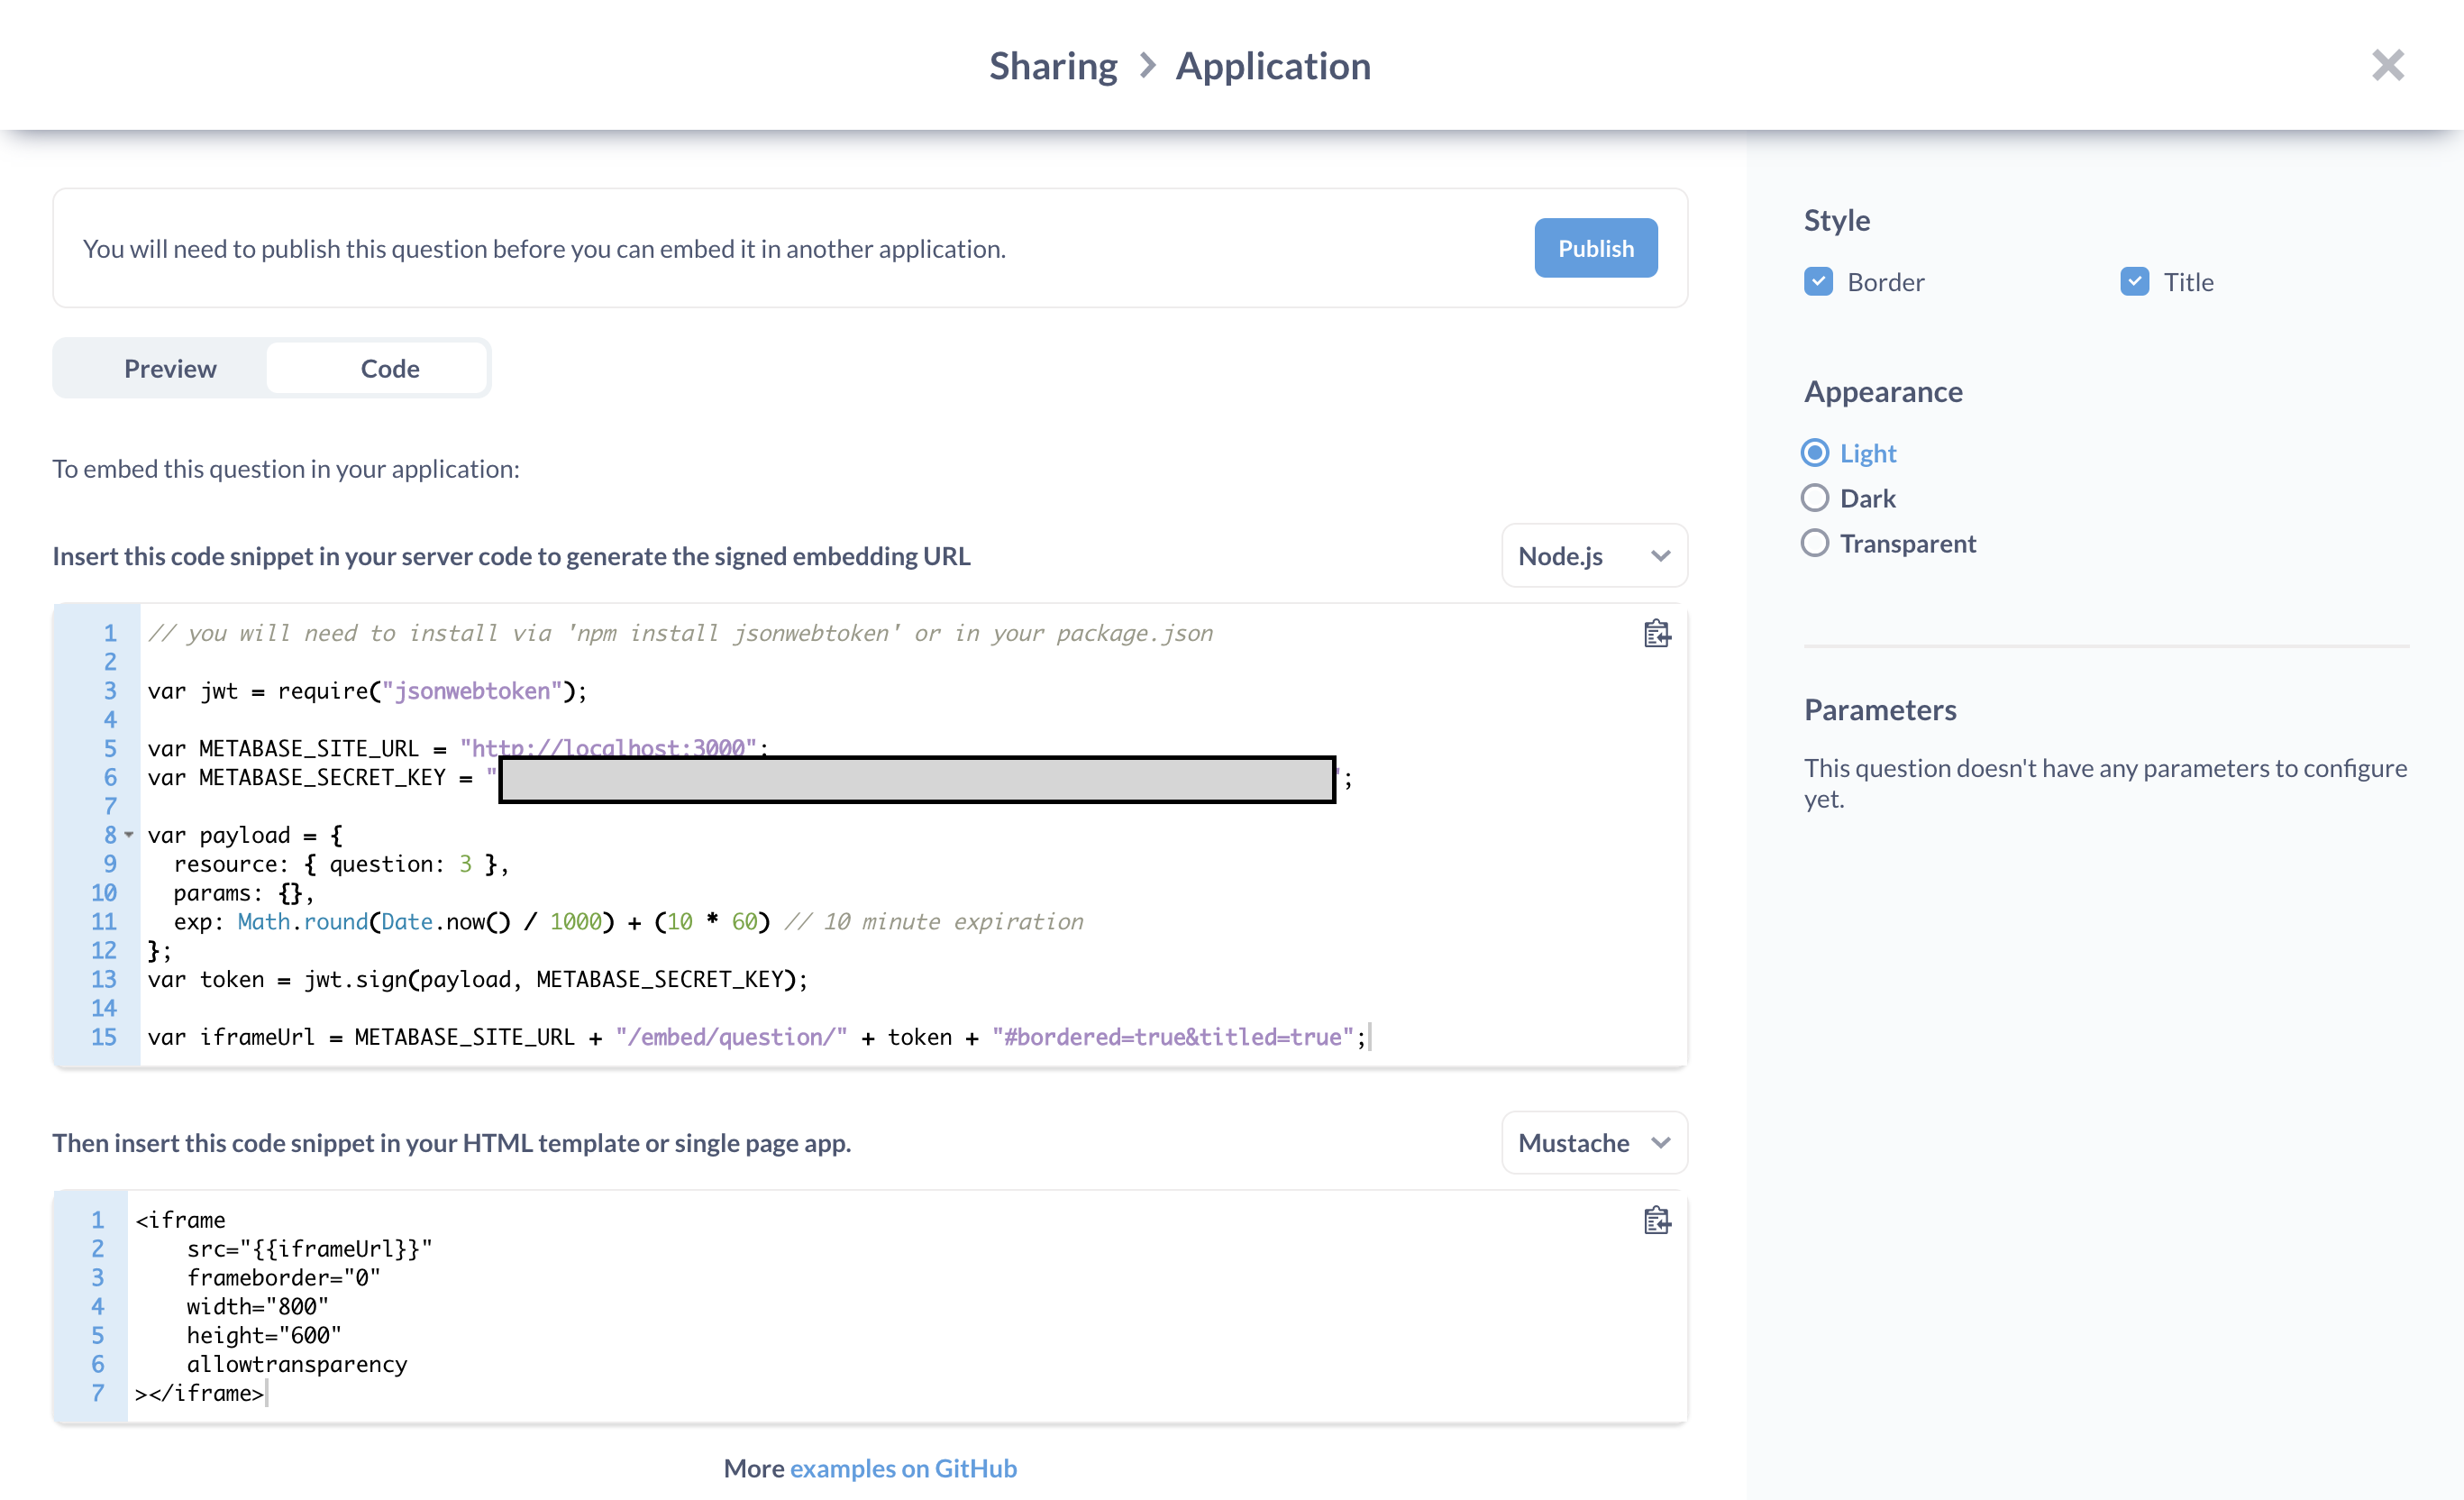 Sharing > Application
You will need to publish this question before you can embed it in another application.
Publish
Preview
Code
To embed this question in your application:
Insert this code snippet in your server code to generate the signed embedding URL
Node.js
1 // you will need to install via 'npm install jsonwebtoken' or in your package.json
2
3 var jwt = require("jsonwebtoken");
4
5 var METABASE_SITE_URL = "http://localhost:3000";
6 var METABASE_SECRET_KEY = " ";
7
8 var payload = {
9 resource: { question: 3 },
10 params: {},
11 exp: Math.round(Date.now() / 1000) + (10 * 60) // 10 minute expiration
12 };
13 var token = jwt.sign(payload, METABASE_SECRET_KEY);
14
15 var iframeUrl = METABASE_SITE_URL + "/embed/question/" + token + "#bordered=true&titled=true";
Then insert this code snippet in your HTML template or single page app.
Mustache
1 <iframe
2 src="{{iframeUrl}}"
3 frameborder="0"
4 width="800"
5 height="600"
6 allowtransparency
7 ></iframe>
More examples on GitHub
Style
Border
Title
Appearance
Light
Dark
Transparent
Parameters
This question doesn't have any parameters to configure
yet.